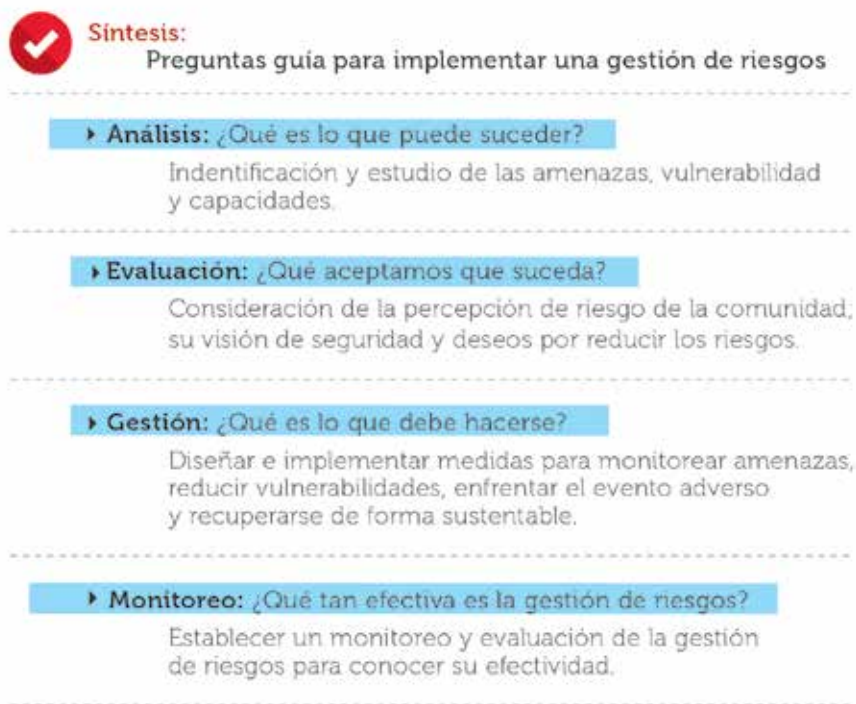 Síntesis:
Preguntas guía para implementar una gestión de riesgos
Análisis: ¿Qué es lo que puede suceder?
Indentificación y estudio de las amenazas, vulnerabilidad
y capacidades.
Evaluación: ¿Qué aceptamos que suceda?
Consideración de la percepción de riesgo de la comunidad;
su visión de seguridad y deseos por reducir los riesgos.
Gestión: ¿Qué es lo que debe hacerse?
Diseñar e implementar medidas para monitorear amenazas,
reducir vulnerabilidades, enfrentar el evento adverso
y recuperarse de forma sustentable.
Monitoreo: ¿Qué tan efectiva es la gestión de riesgos?
Establecer un monitoreo y evaluación de la gestión
de riesgos para conocer su efectividad.